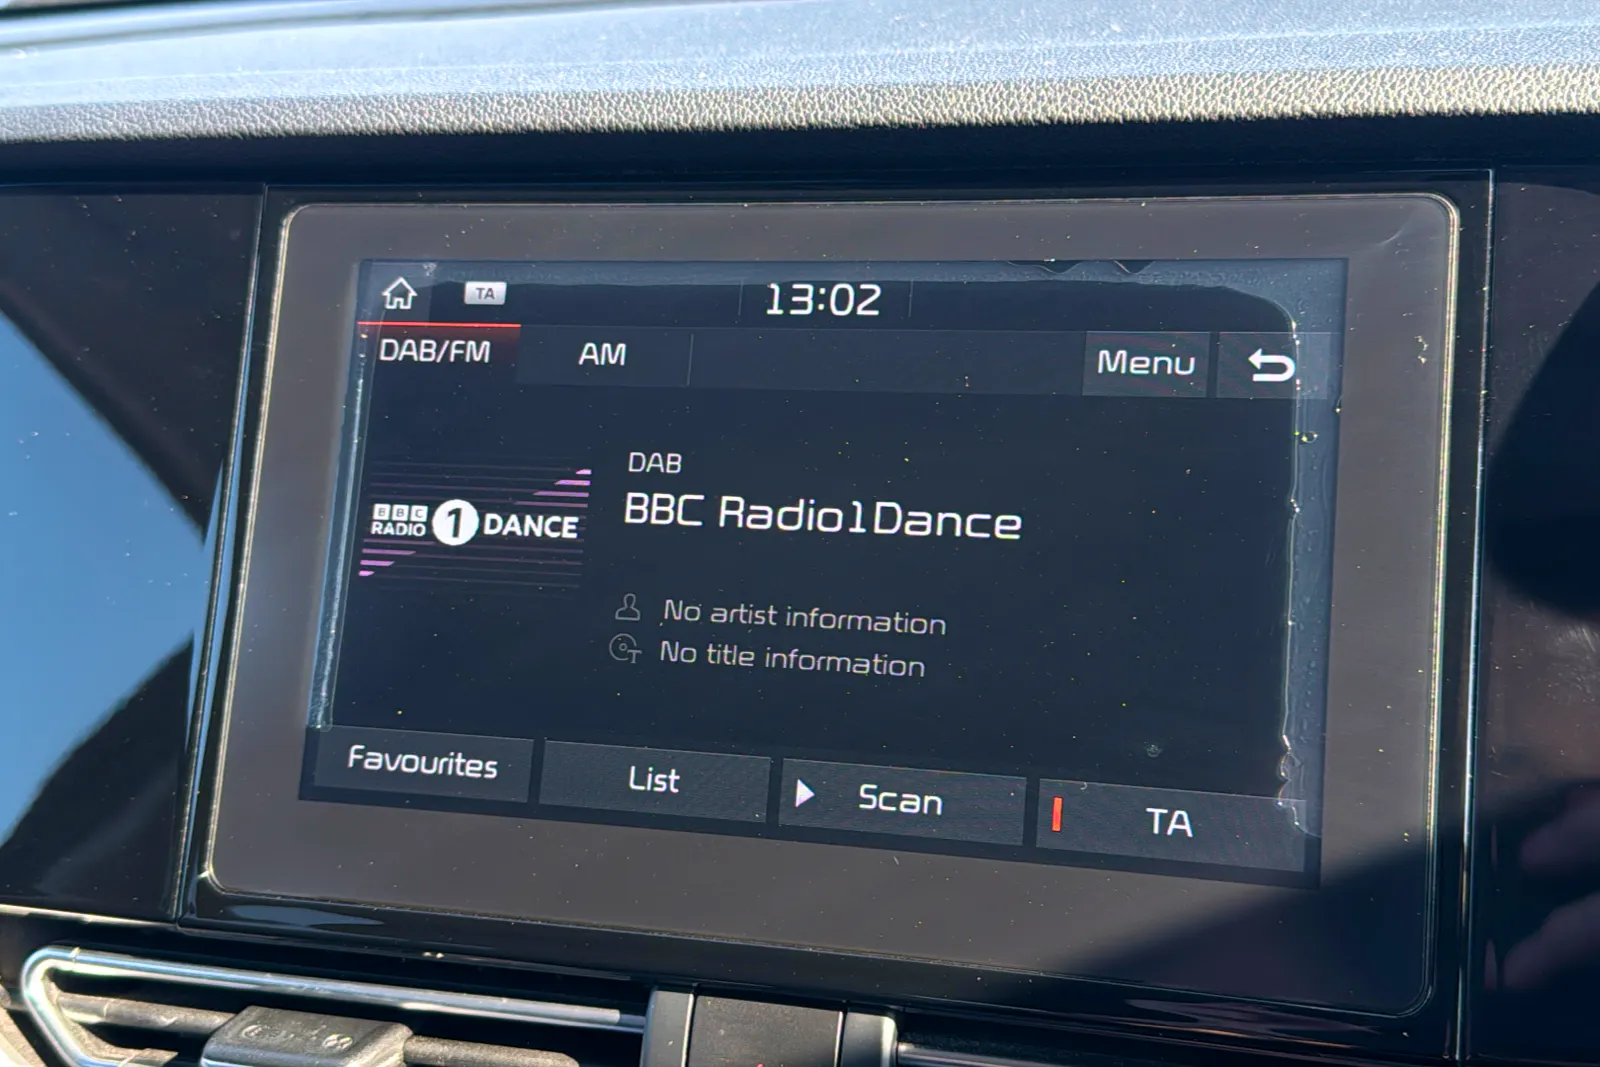 TA
13:02
DAB/FM
AM
Menu
DAB
BBC Radio1Dance
BBC
RADIO 1 DANCE
No artist information
No title information
Favourites
List
Scan
TA